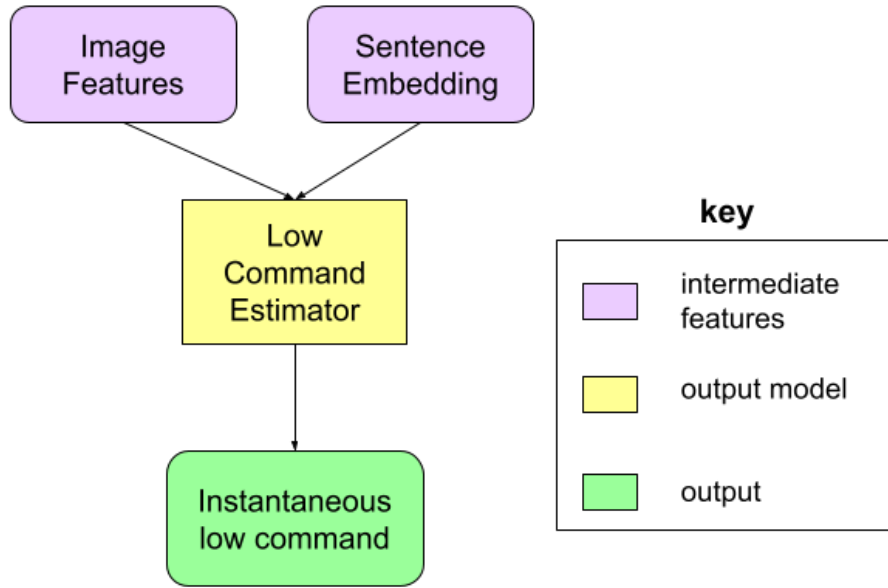 Image
Features
Sentence
Embedding
Low
Command
Estimator
Instantaneous
low command
key
intermediate
features
output model
output